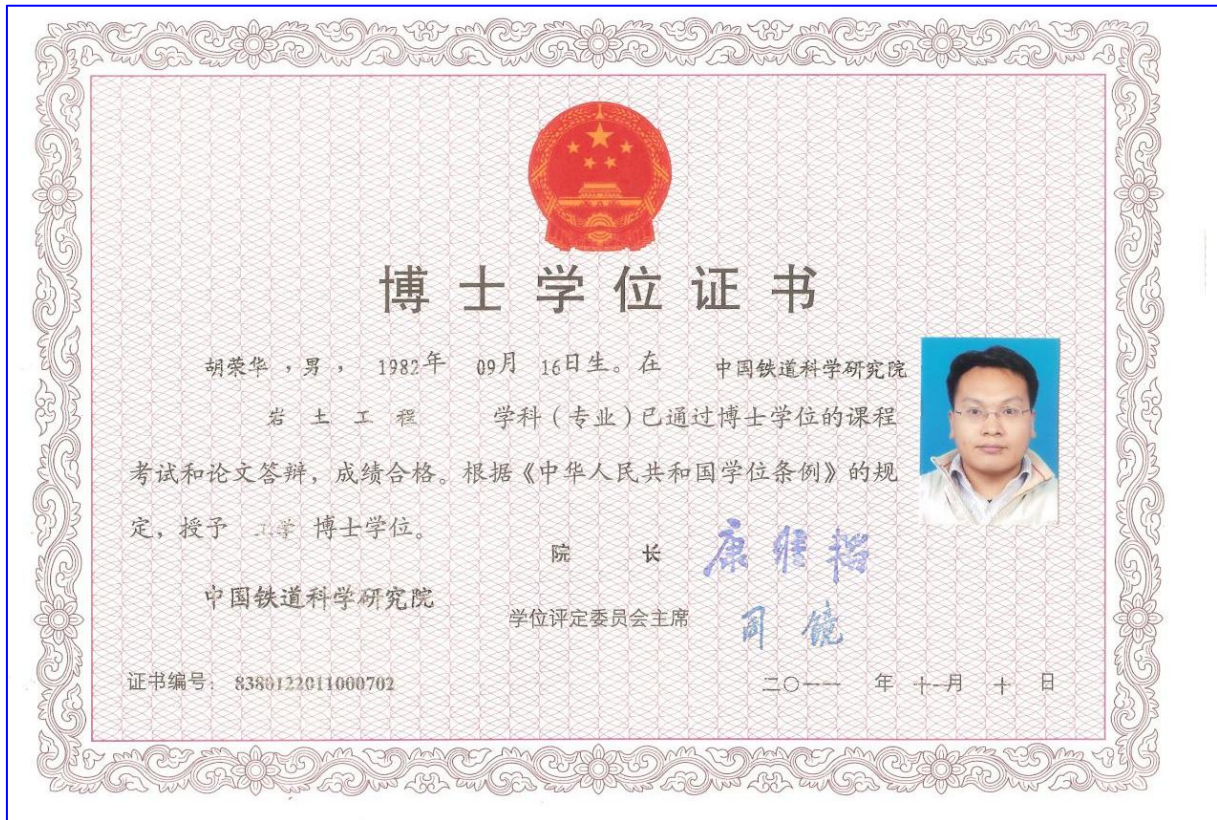 博士学位证书
胡荣华，男， 1982年 09月 16日生。在 中国铁道科学研究院
岩土工程 学科（专业）已通过博士学位的课程
考试和论文答辩，成绩合格。根据《中华人民共和国学位条例》的规
定，授予 工学 博士学位。
院 长
中国铁道科学研究院
学位评定委员会主席 周镜
证书编号： 8380122011000702 二〇一一 年 十一月 十 日